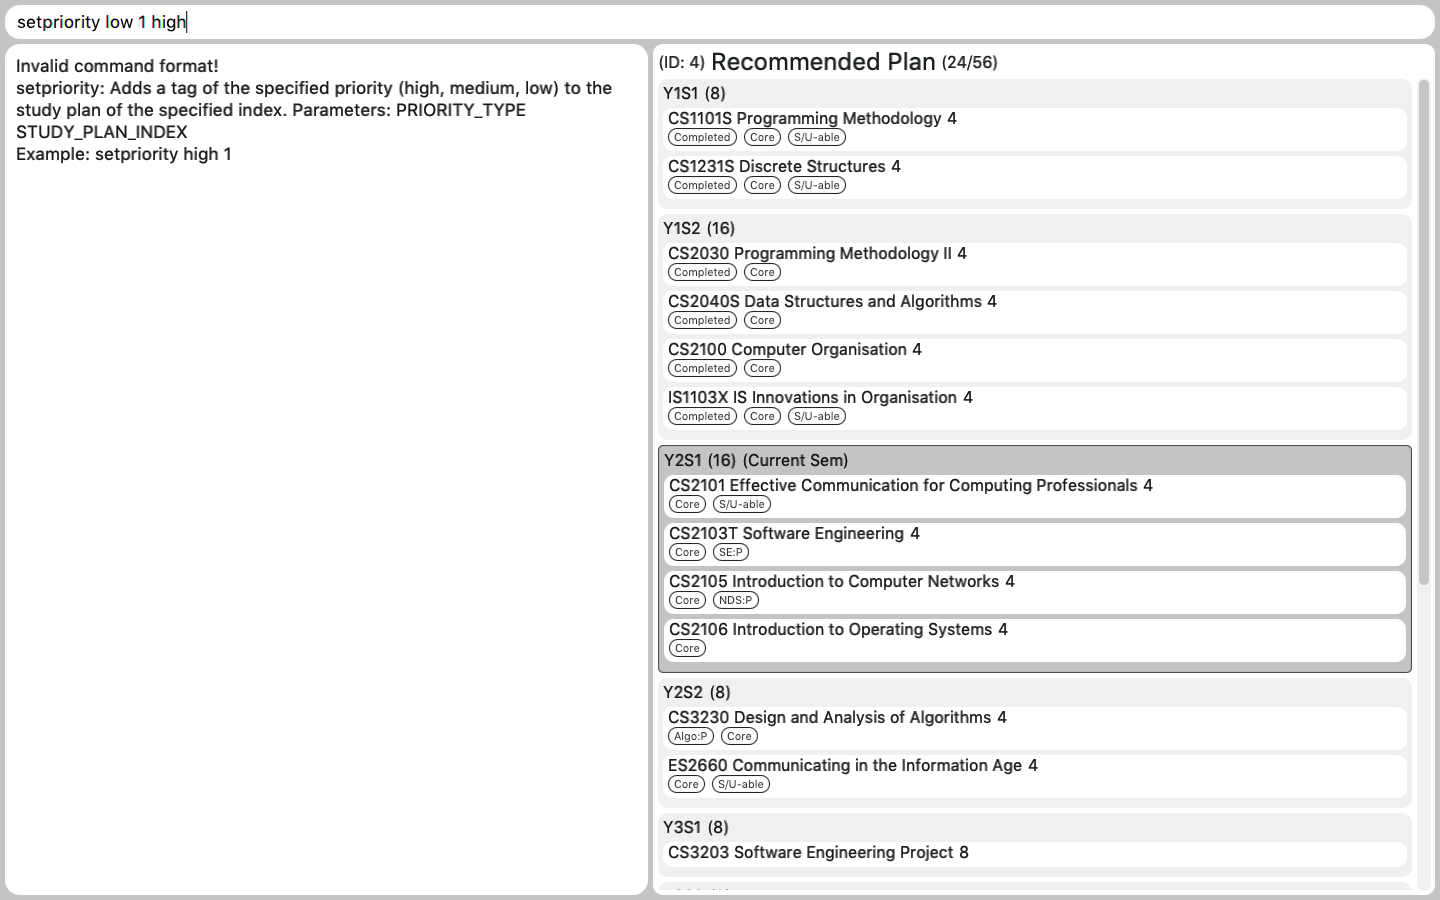 setpriority low 1 high
Invalid command format!
setpriority: Adds a tag of the specified priority (high, medium, low) to the
study plan of the specified index. Parameters: PRIORITY_TYPE
STUDY_PLAN_INDEX
Example: setpriority high 1
(ID: 4) Recommended Plan (24/56)
Y1S1 (8)
CS1101S Programming Methodology 4
Completed Core S/U-able
CS1231S Discrete Structures 4
Completed Core S/U-able
Y1S2 (16)
CS2030 Programming Methodology II 4
Completed Core
CS2040S Data Structures and Algorithms 4
Completed Core
CS2100 Computer Organisation 4
Completed Core
IS1103X IS Innovations in Organisation 4
Completed Core S/U-able
Y2S1 (16) (Current Sem)
CS2101 Effective Communication for Computing Professionals 4
Core S/U-able
CS2103T Software Engineering 4
Core SE:P
CS2105 Introduction to Computer Networks 4
Core NDS:P
CS2106 Introduction to Operating Systems 4
Core
Y2S2 (8)
CS3230 Design and Analysis of Algorithms 4
Algo:P Core
ES2660 Communicating in the Information Age 4
Core S/U-able
Y3S1 (8)
CS3203 Software Engineering Project 8